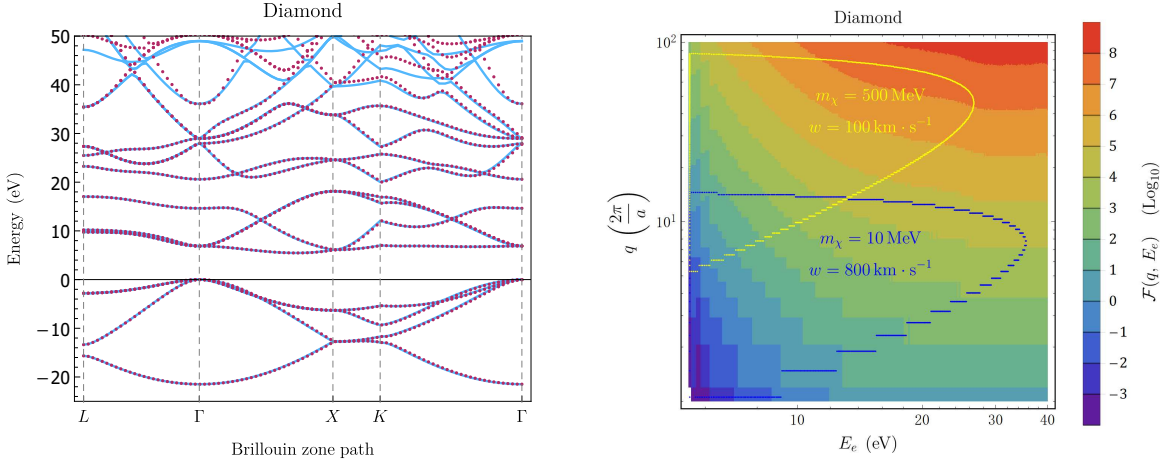 Diamond
50
40
30
20
10
0
−10
−20
Energy (eV)
L Γ X K Γ
Brillouin zone path
Diamond
10²
10¹
q (2π/a)
m_χ = 500 MeV
w = 100 km · s⁻¹
m_χ = 10 MeV
w = 800 km · s⁻¹
10 20 30 40
E_e (eV)
8
7
6
5
4
3
2
1
0
−1
−2
−3
F(q, E_e) (Log₁₀)